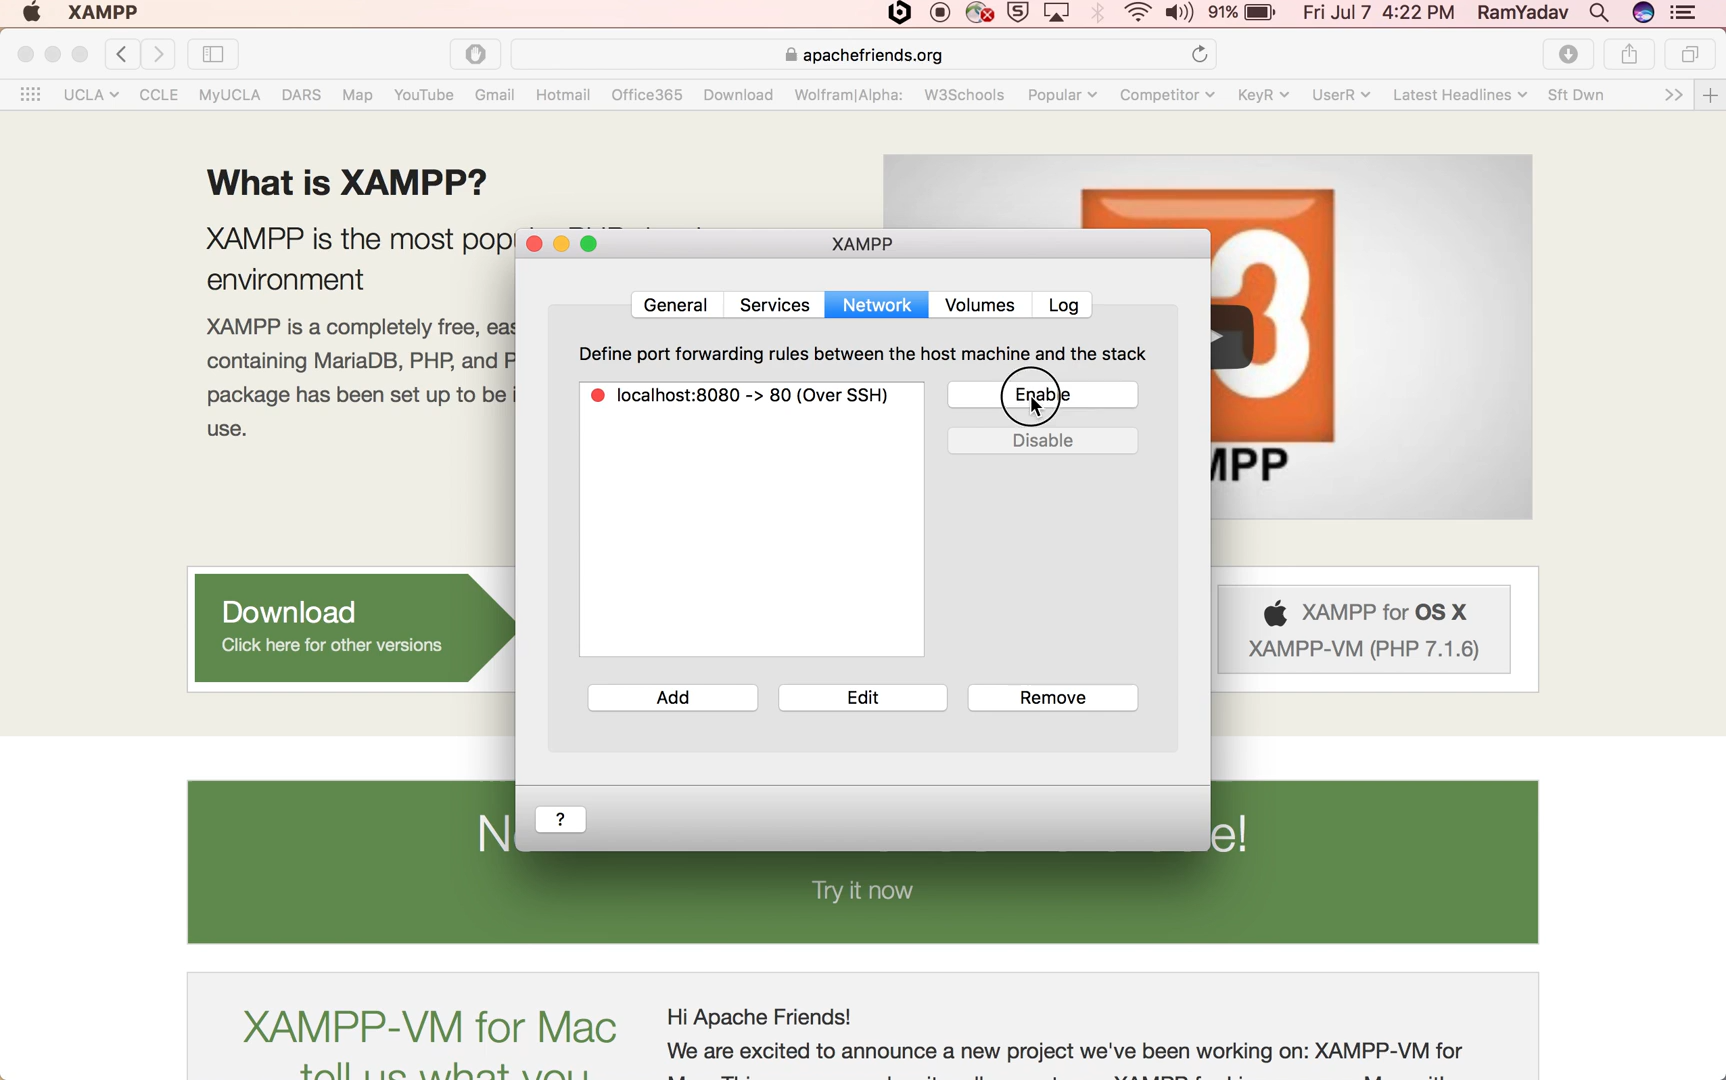 XAMPP
91%
Fri Jul 7 4:22 PM
RamYadav
apachefriends.org
UCLA CCLE MyUCLA DARS Map YouTube Gmail Hotmail Office365 Download Wolfram|Alpha: W3Schools Popular Competitor KeyR UserR Latest Headlines Sft Dwn
What is XAMPP?
XAMPP is the most
environment
XAMPP is a completely free,
containing MariaDB, PHP, and
package has been set up to be
use.
3
XAMPP
General Services Network Volumes Log
Define port forwarding rules between the host machine and the stack
localhost:8080 -> 80 (Over SSH)
Enable
Disable
Add Edit Remove
?
Download
Click here for other versions
XAMPP for OS X
XAMPP-VM (PHP 7.1.6)
Try it now
XAMPP-VM for Mac
tell us what you
Hi Apache Friends!
We are excited to announce a new project we've been working on: XAMPP-VM for